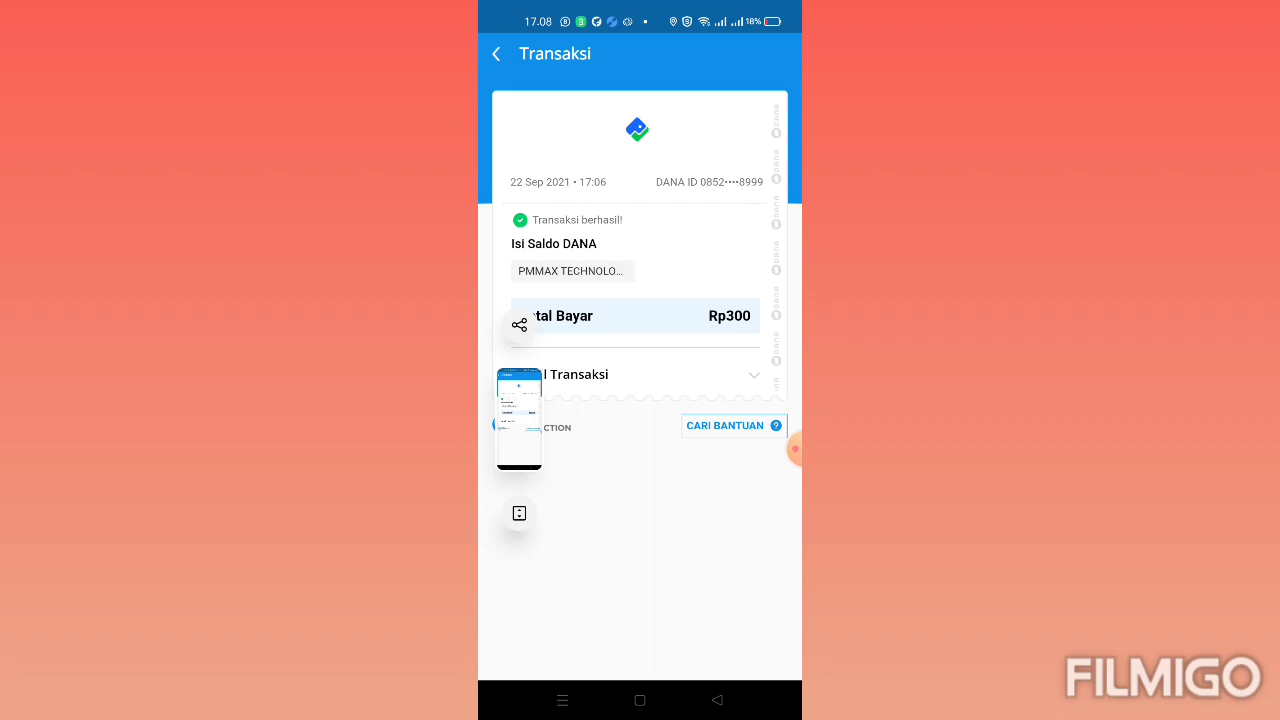 17.08
18%
Transaksi
22 Sep 2021 • 17:06 DANA ID 0852••••8999
Transaksi berhasil!
Isi Saldo DANA
PMMAX TECHNOLO...
tal Bayar Rp300
l Transaksi
CTION CARI BANTUAN ?
FILMIGO